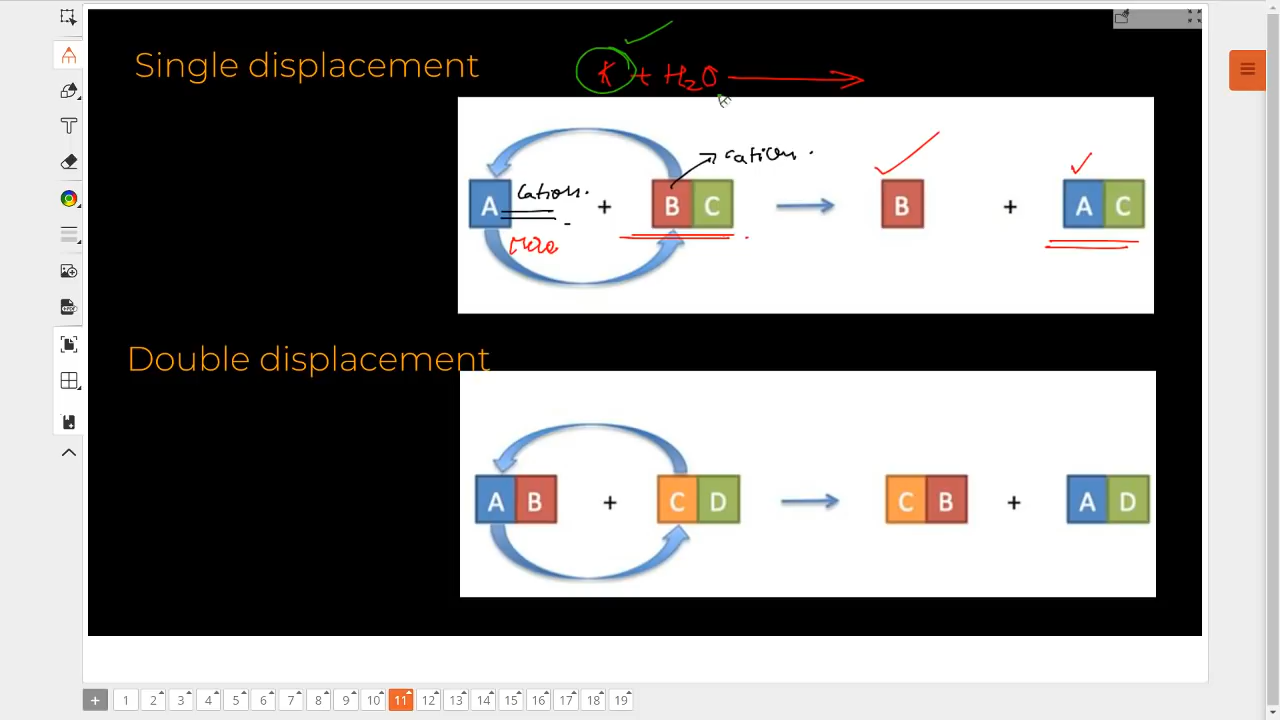 Single displacement
K + H₂O ⟶
cation.
A cation. + B C → B + A C
More
Double displacement
A B + C D → C B + A D
+ 1 2 3 4 5 6 7 8 9 10 11 12 13 14 15 16 17 18 19